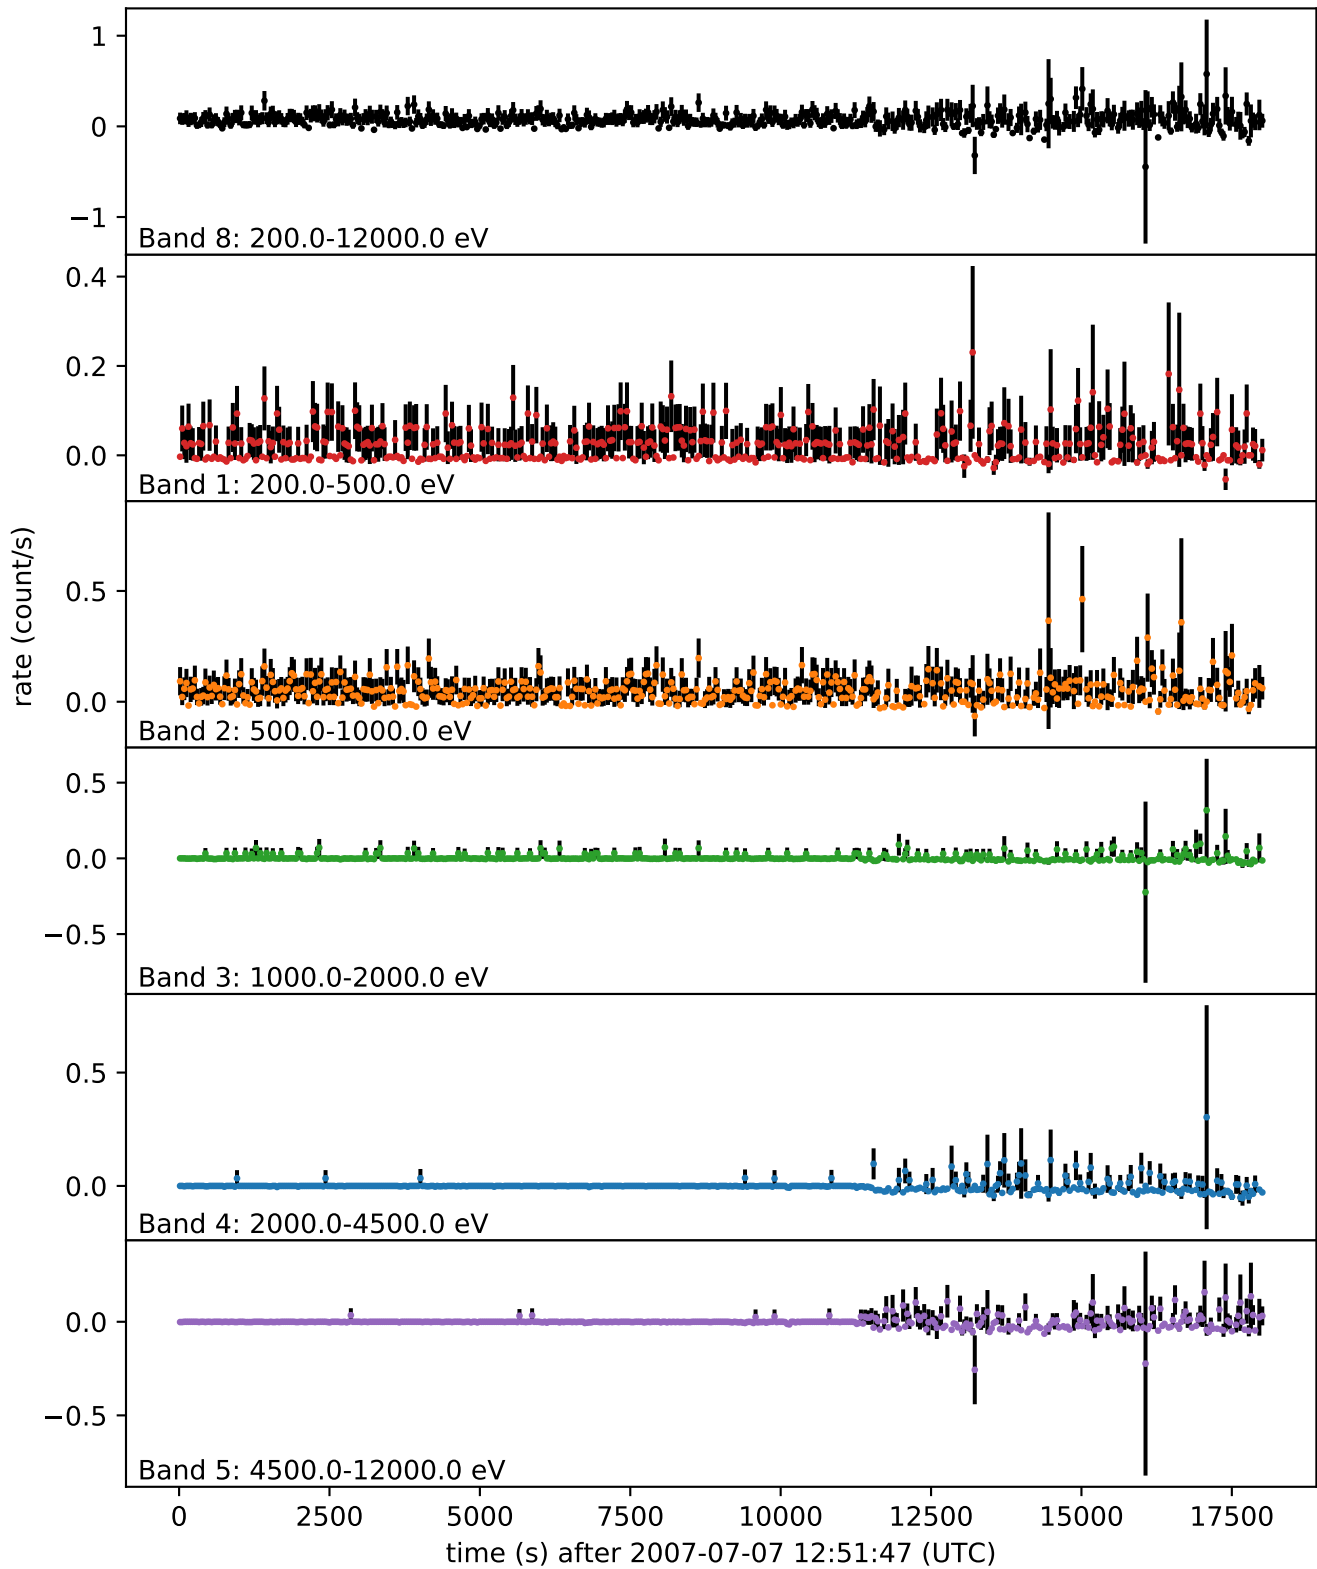 1
0
−1
Band 8: 200.0-12000.0 eV
0.4
0.2
0.0
Band 1: 200.0-500.0 eV
rate (count/s)
0.5
0.0
Band 2: 500.0-1000.0 eV
0.5
0.0
−0.5
Band 3: 1000.0-2000.0 eV
0.5
0.0
Band 4: 2000.0-4500.0 eV
0.0
−0.5
Band 5: 4500.0-12000.0 eV
0 2500 5000 7500 10000 12500 15000 17500
time (s) after 2007-07-07 12:51:47 (UTC)